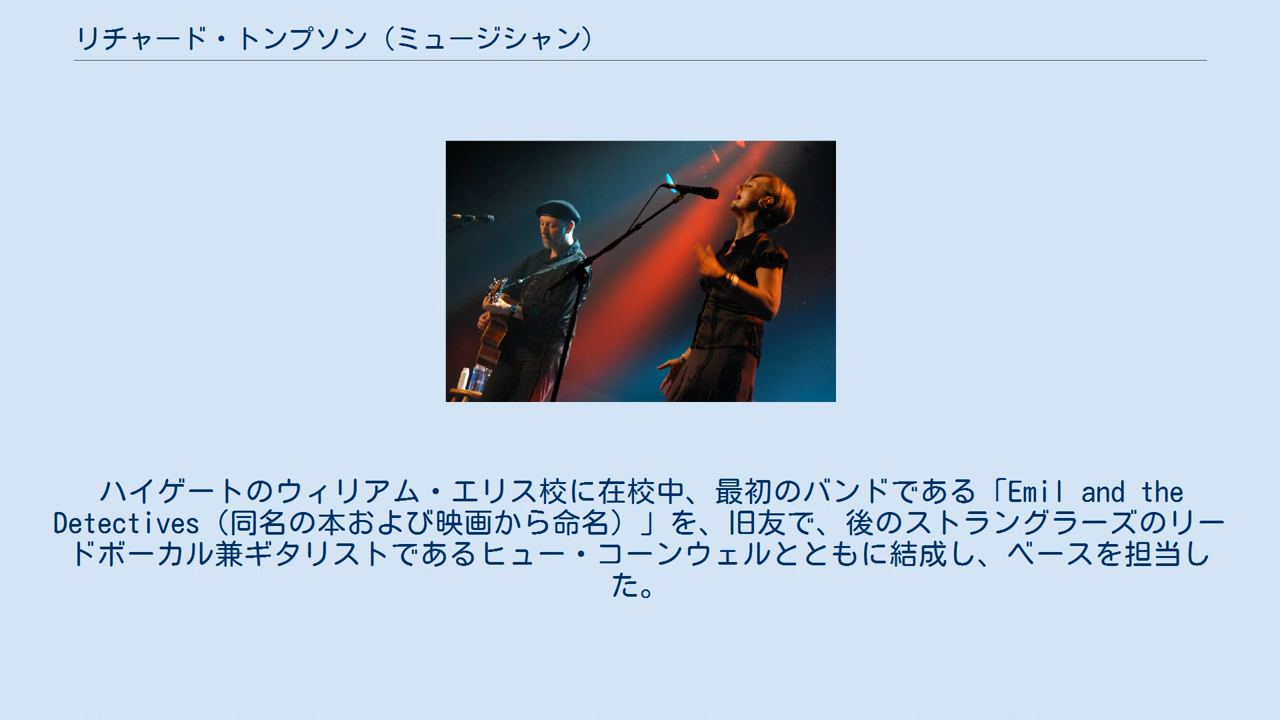 リチャード・トンプソン（ミュージシャン）
ハイゲートのウィリアム・エリス校に在校中、最初のバンドである「Emil and the
Detectives（同名の本および映画から命名）」を、旧友で、後のストラングラーズのリー
ドボーカル兼ギタリストであるヒュー・コーンウェルとともに結成し、ベースを担当し
た。